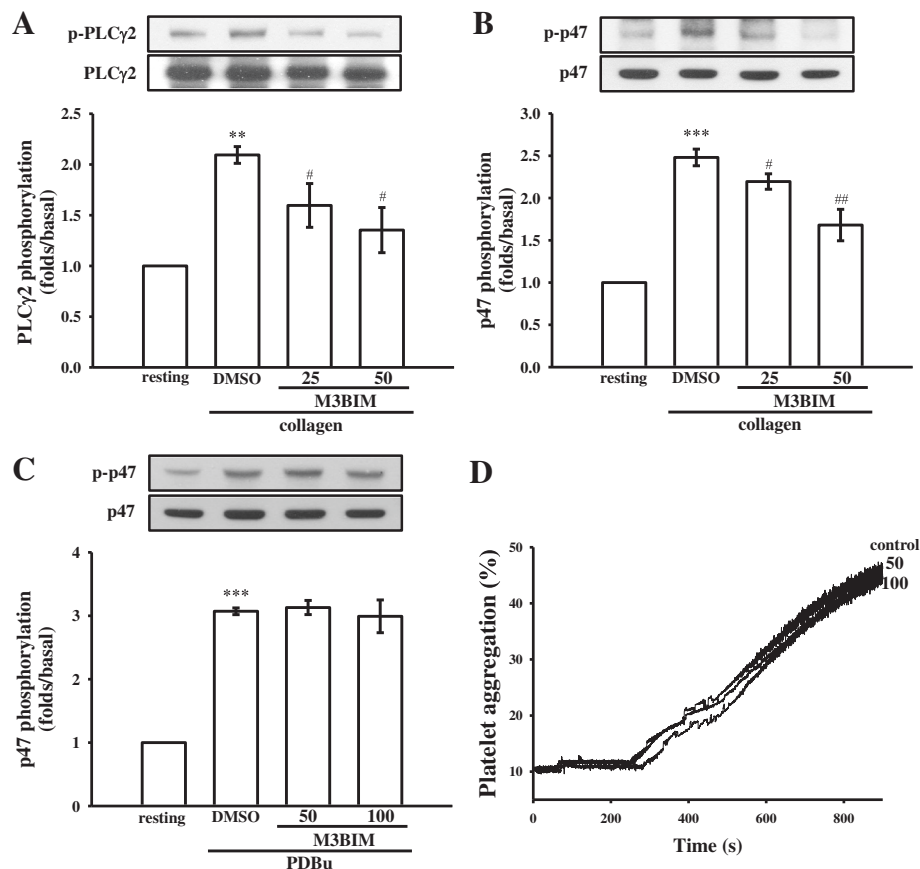 A
p-PLCγ2
PLCγ2
PLCγ2 phosphorylation
(folds/basal)
2.5
2.0
1.5
1.0
0.5
0.0
**
#
#
resting
DMSO
25
50
M3BIM
collagen
B
p-p47
p47
p47 phosphorylation
(folds/basal)
3.0
2.5
2.0
1.5
1.0
0.5
0.0
***
#
##
resting
DMSO
25
50
M3BIM
collagen
C
p-p47
p47
p47 phosphorylation
(folds/basal)
4
3
2
1
0
***
resting
DMSO
50
100
M3BIM
PDBu
D
Platelet aggregation (%)
50
40
30
20
10
control
50
100
0
200
400
600
800
Time (s)